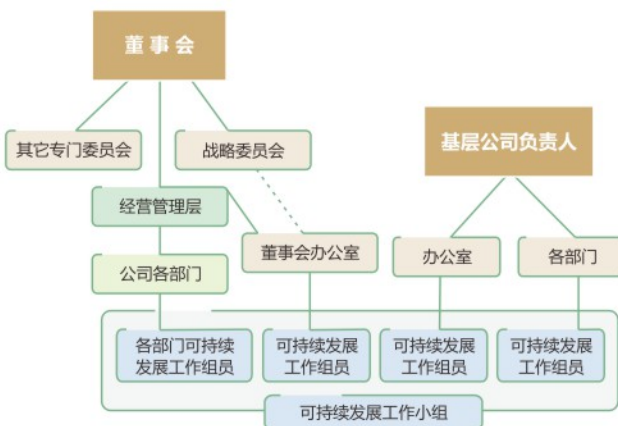 董事会
其它专门委员会
战略委员会
基层公司负责人
经营管理层
董事会办公室
办公室
各部门
公司各部门
各部门可持续
发展工作组员
可持续发展
工作组员
可持续发展
工作组员
可持续发展
工作组员
可持续发展工作小组